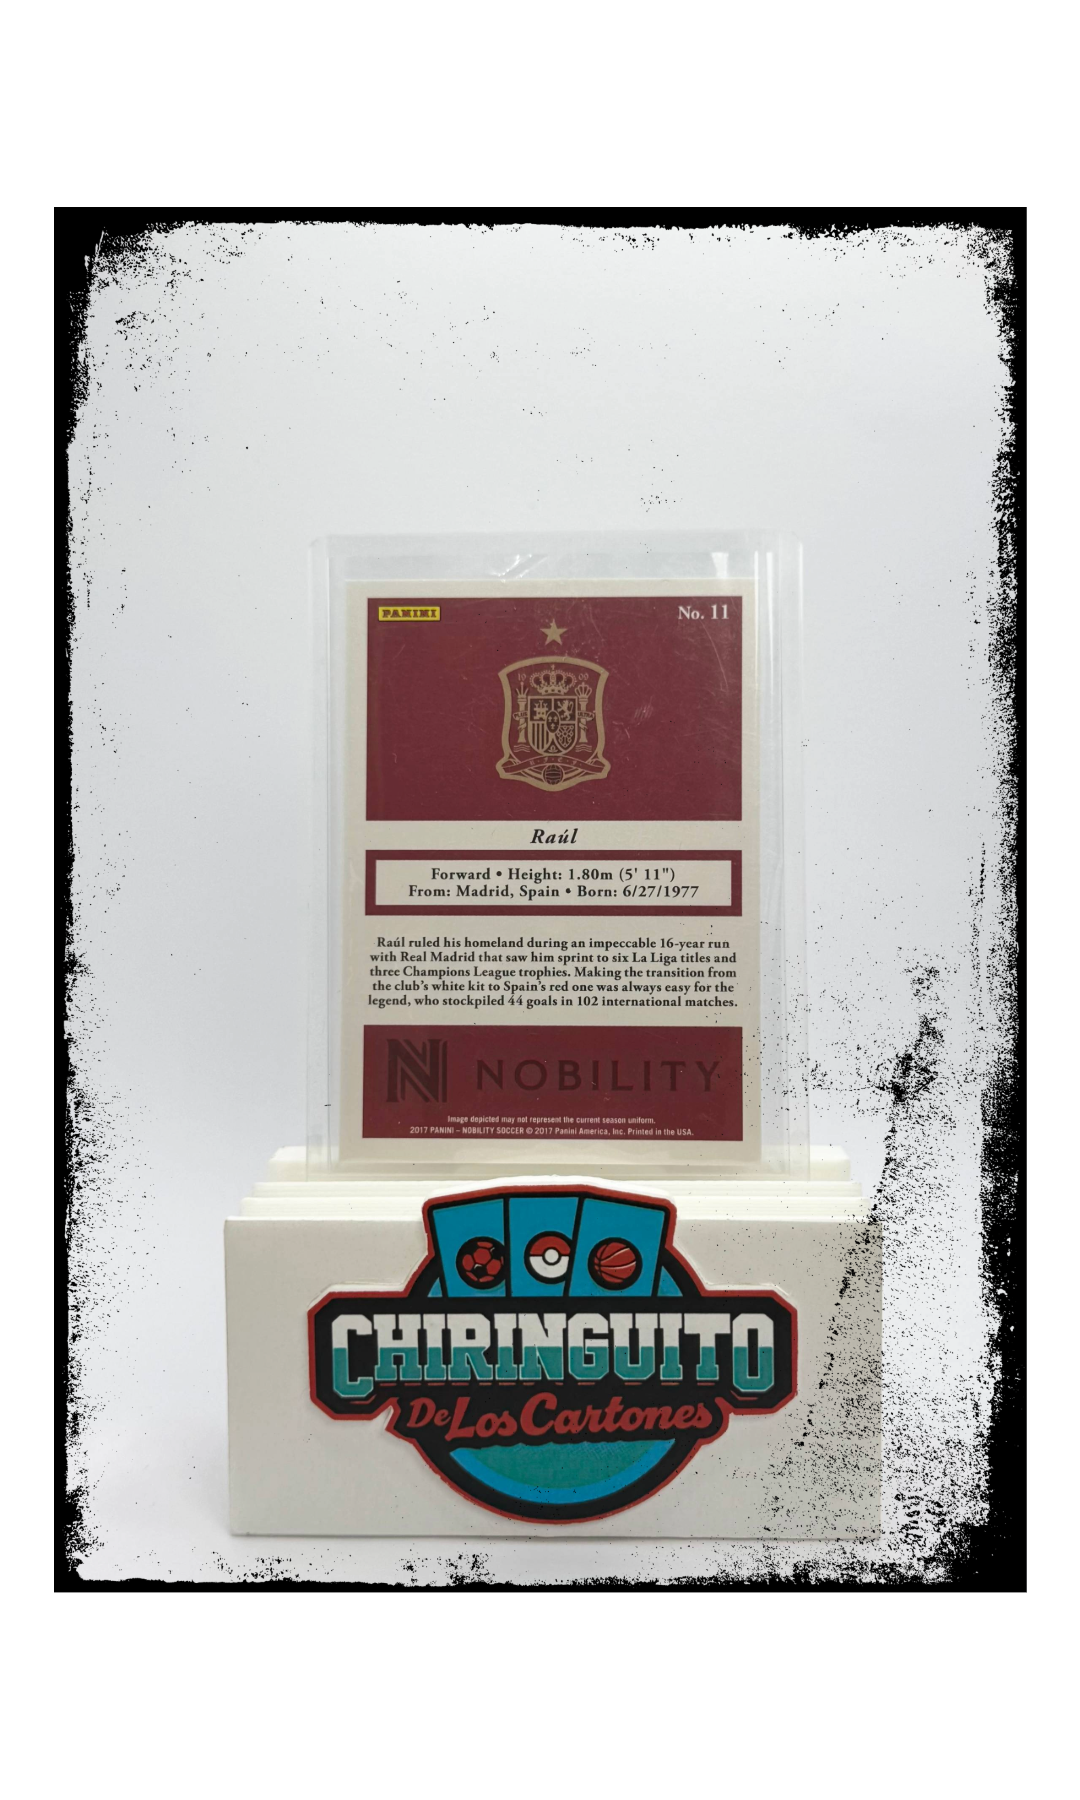 PANINI
No. 11
Raúl
Forward • Height: 1.80m (5' 11")
From: Madrid, Spain • Born: 6/27/1977
Raúl ruled his homeland during an impeccable 16-year run
with Real Madrid that saw him sprint to six La Liga titles and
three Champions League trophies. Making the transition from
the club's white kit to Spain's red one was always easy for the
legend, who stockpiled 44 goals in 102 international matches.
N NOBILITY
Image depicted may not represent the current season uniform.
2017 PANINI – NOBILITY SOCCER © 2017 Panini America, Inc. Printed in the USA.
CHIRINGUITO
De Los Cartones